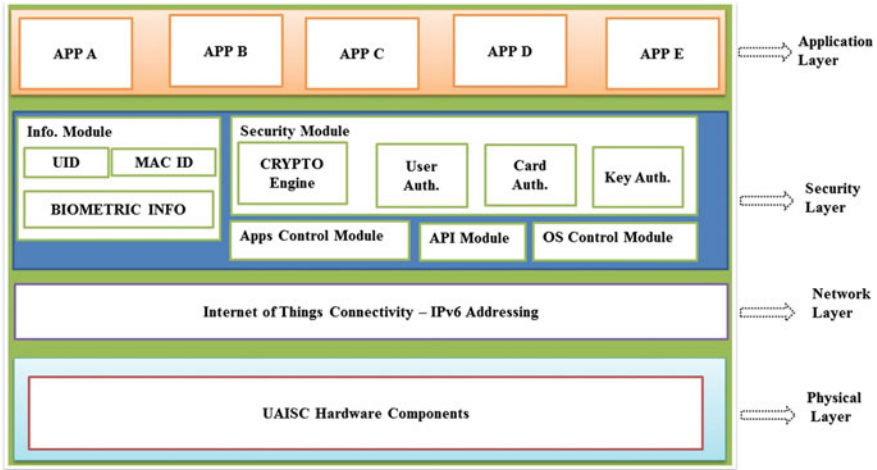 APP A
APP B
APP C
APP D
APP E
Application
Layer
Info. Module
UID
MAC ID
BIOMETRIC INFO
Security Module
CRYPTO
Engine
User
Auth.
Card
Auth.
Key Auth.
Apps Control Module
API Module
OS Control Module
Security
Layer
Internet of Things Connectivity – IPv6 Addressing
Network
Layer
UAISC Hardware Components
Physical
Layer